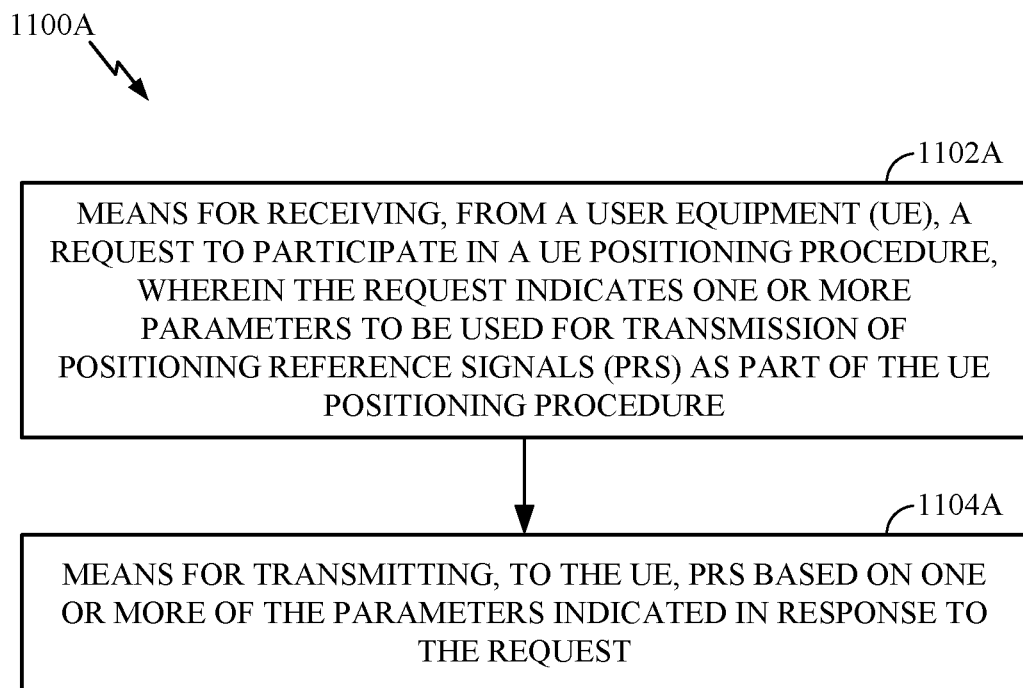 1100A
1102A
MEANS FOR RECEIVING, FROM A USER EQUIPMENT (UE), A
REQUEST TO PARTICIPATE IN A UE POSITIONING PROCEDURE,
WHEREIN THE REQUEST INDICATES ONE OR MORE
PARAMETERS TO BE USED FOR TRANSMISSION OF
POSITIONING REFERENCE SIGNALS (PRS) AS PART OF THE UE
POSITIONING PROCEDURE
1104A
MEANS FOR TRANSMITTING, TO THE UE, PRS BASED ON ONE
OR MORE OF THE PARAMETERS INDICATED IN RESPONSE TO
THE REQUEST